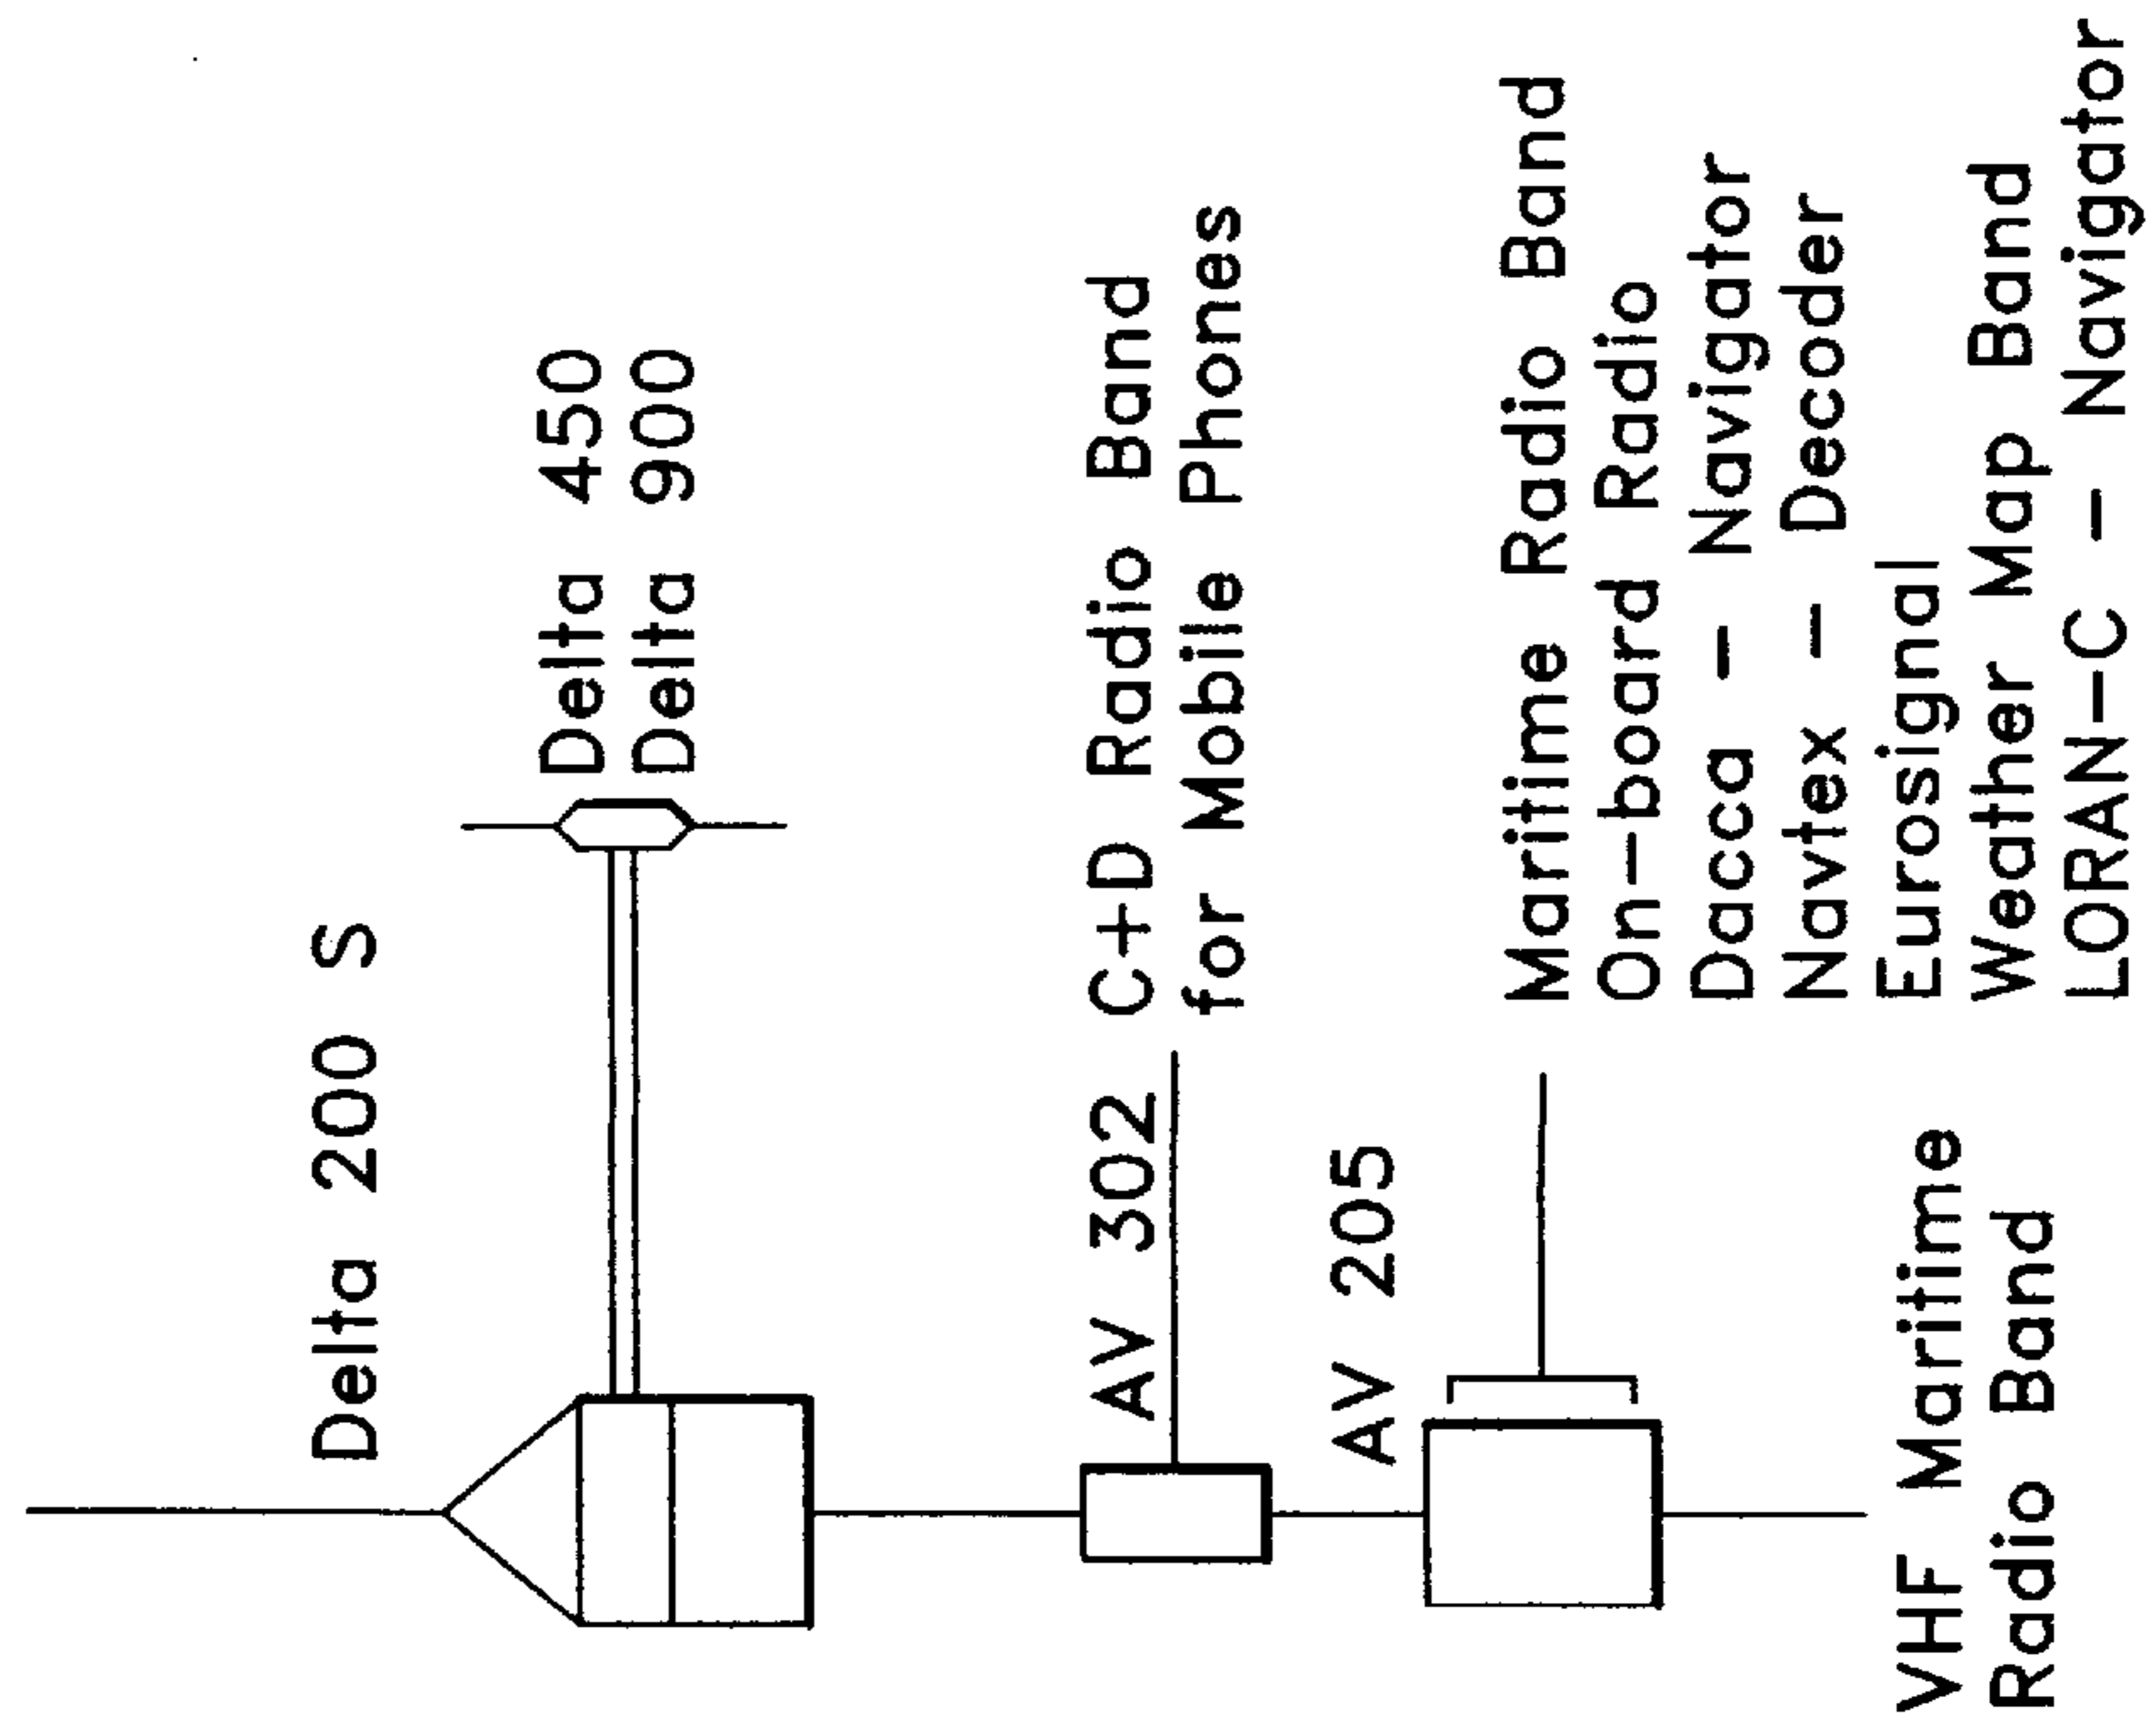 Delta 200 S
Delta 450
Delta 900
AV 302
C+D Radio Band
for Mobile Phones
AV 205
Maritime Radio Band
On-board Radio
Dacca - Navigator
Navtex - Decoder
Eurosignal
Weather Map Band
LORAN-C - Navigator
VHF Maritime
Radio Band